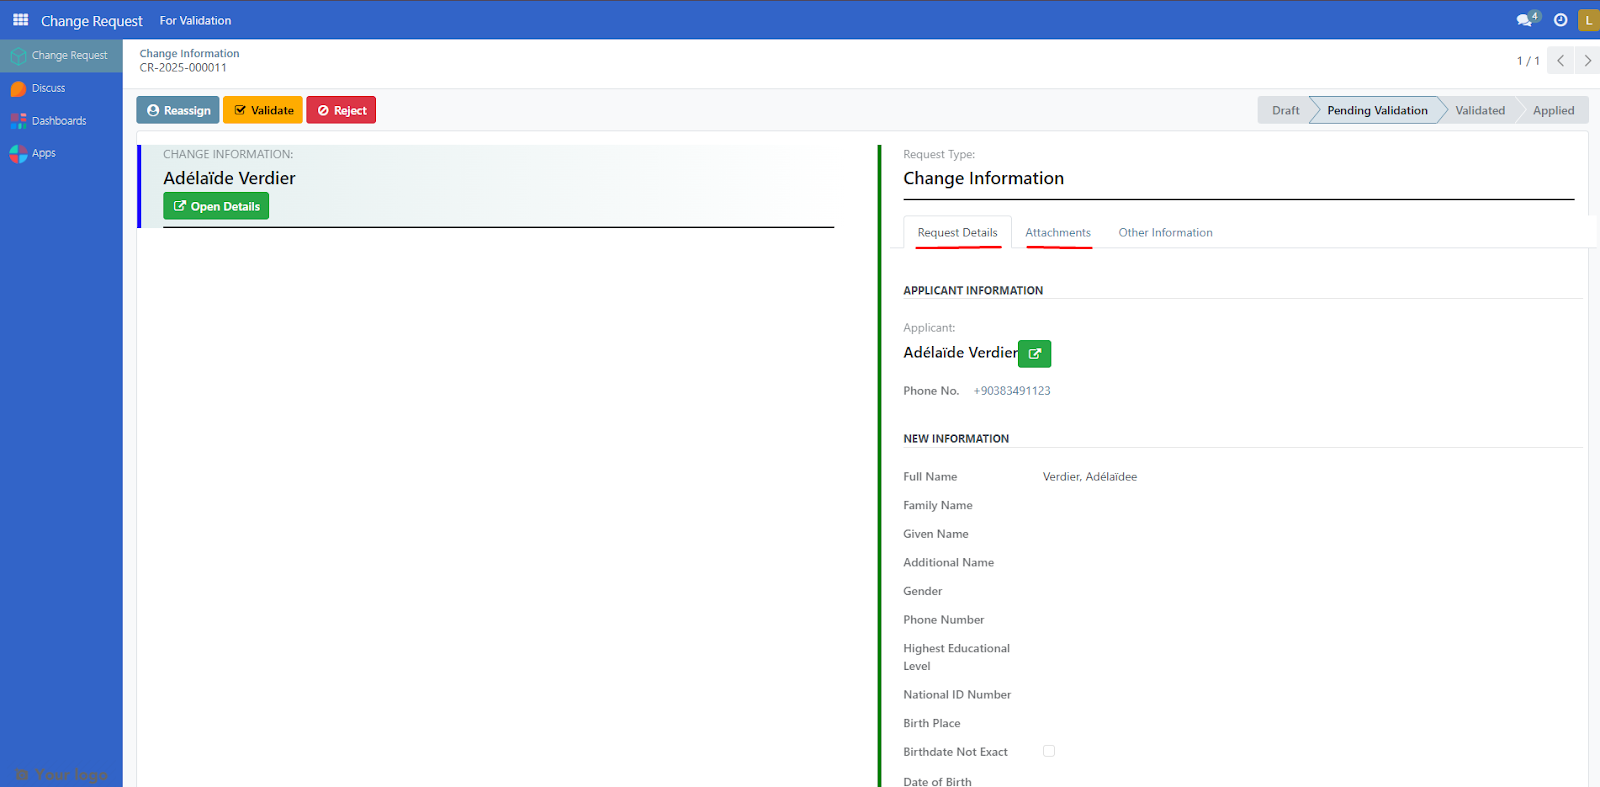 Change Request For Validation 4 L
Change Request
Discuss
Dashboards
Apps
Change Information
CR-2025-000011
1 / 1
Reassign Validate Reject
Draft Pending Validation Validated Applied
CHANGE INFORMATION:
Adélaïde Verdier
Open Details
Request Type:
Change Information
Request Details Attachments Other Information
APPLICANT INFORMATION
Applicant:
Adélaïde Verdier
Phone No. +90383491123
NEW INFORMATION
Full Name Verdier, Adélaïdee
Family Name
Given Name
Additional Name
Gender
Phone Number
Highest Educational
Level
National ID Number
Birth Place
Birthdate Not Exact
Date of Birth
Your logo